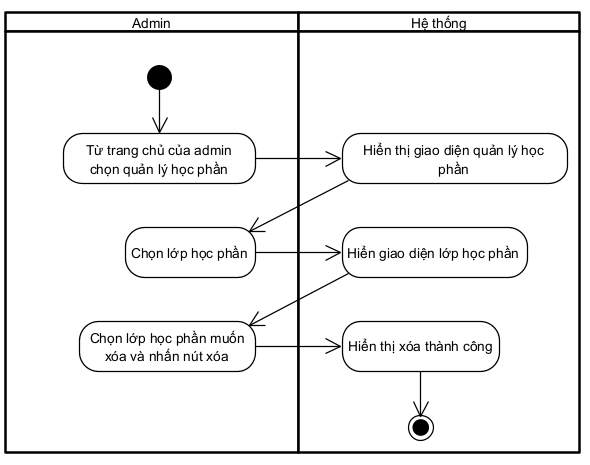 Admin
Hệ thống
Từ trang chủ của admin
chọn quản lý học phần
Hiển thị giao diện quản lý học
phần
Chọn lớp học phần
Hiển giao diện lớp học phần
Chọn lớp học phần muốn
xóa và nhấn nút xóa
Hiển thị xóa thành công